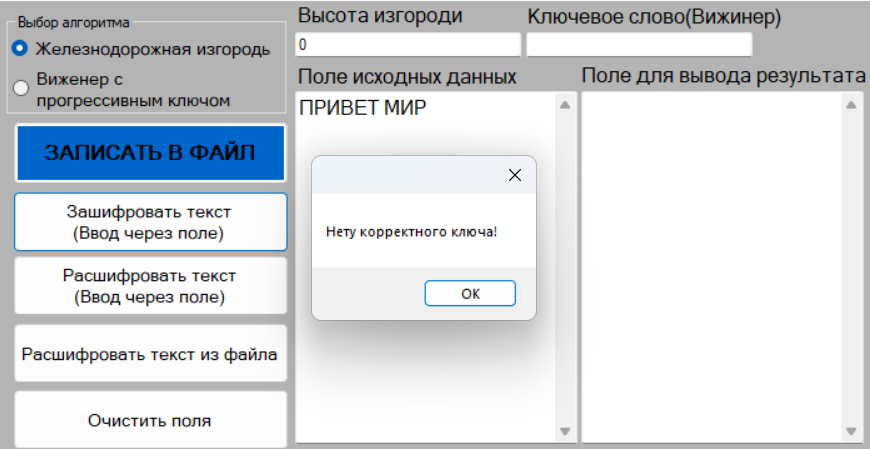 Выбор алгоритма
Железнодорожная изгородь
Виженер с
прогрессивным ключом
ЗАПИСАТЬ В ФАЙЛ
Зашифровать текст
(Ввод через поле)
Расшифровать текст
(Ввод через поле)
Расшифровать текст из файла
Очистить поля
Высота изгороди
0
Ключевое слово(Вижинер)
Поле исходных данных
ПРИВЕТ МИР
Поле для вывода результата
Нету корректного ключа!
ОК